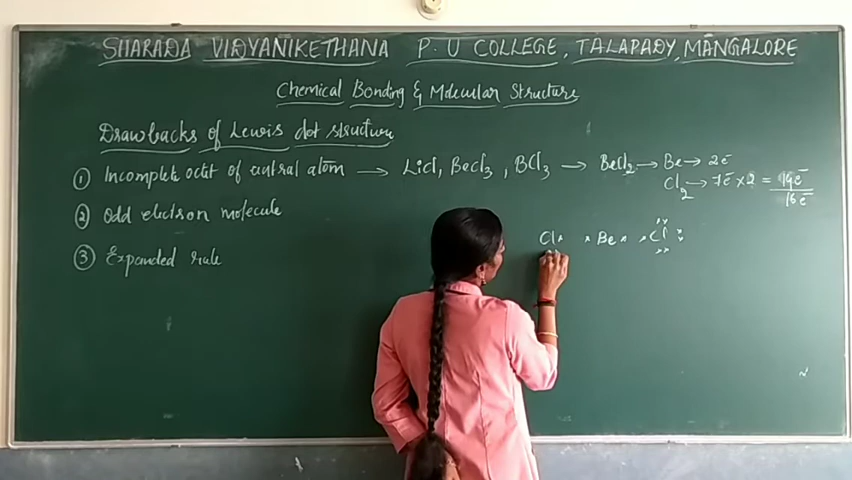 SHARADA VIDYANIKETHANA P.U COLLEGE, TALAPADY, MANGALORE
Chemical Bonding & Molecular Structure
Drawbacks of Lewis dot structure
① Incomplete octet of central atom → LiCl, BeCl3, BCl3 → BeCl2 → Be → 2e⁻
Cl2 → 7e⁻ × 2 = 14e⁻
16e⁻
② Odd electron molecule
Cl Be Cl
③ Expanded rule